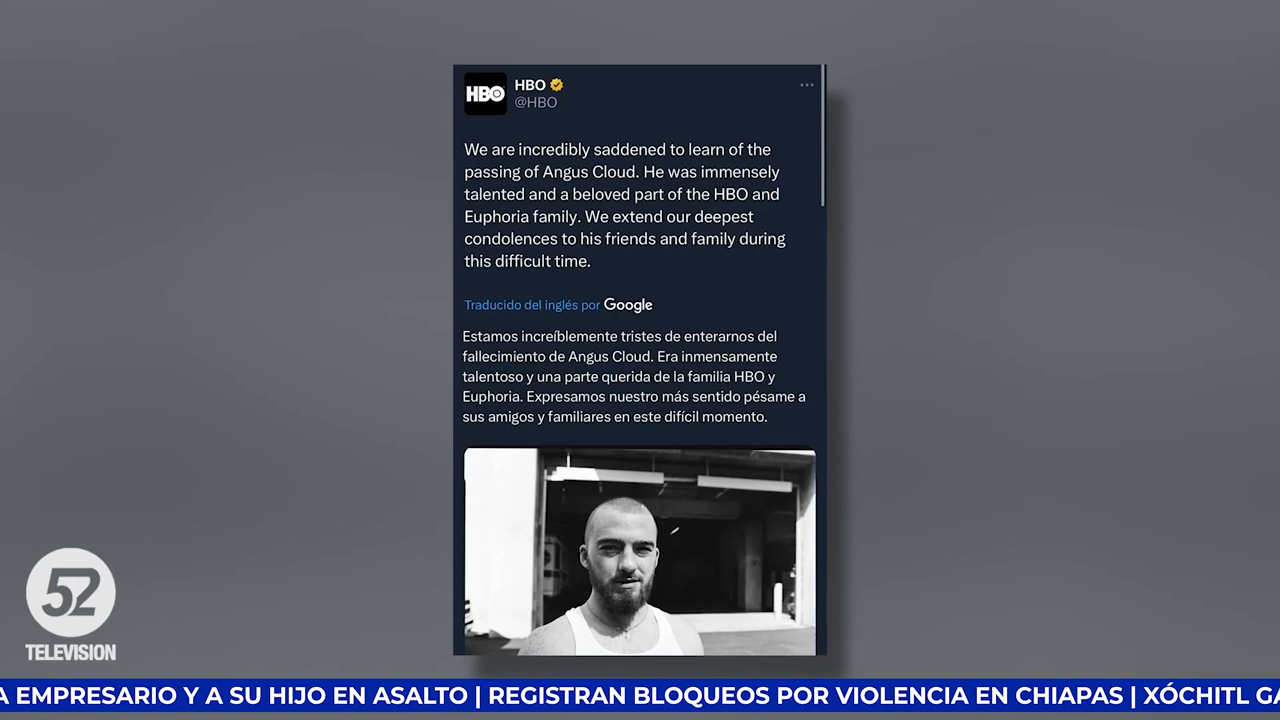 HBO
HBO
@HBO
We are incredibly saddened to learn of the
passing of Angus Cloud. He was immensely
talented and a beloved part of the HBO and
Euphoria family. We extend our deepest
condolences to his friends and family during
this difficult time.
Traducido del inglés por Google
Estamos increíblemente tristes de enterarnos del
fallecimiento de Angus Cloud. Era inmensamente
talentoso y una parte querida de la familia HBO y
Euphoria. Expresamos nuestro más sentido pésame a
sus amigos y familiares en este difícil momento.
52
TELEVISION
A EMPRESARIO Y A SU HIJO EN ASALTO | REGISTRAN BLOQUEOS POR VIOLENCIA EN CHIAPAS | XÓCHITL GA